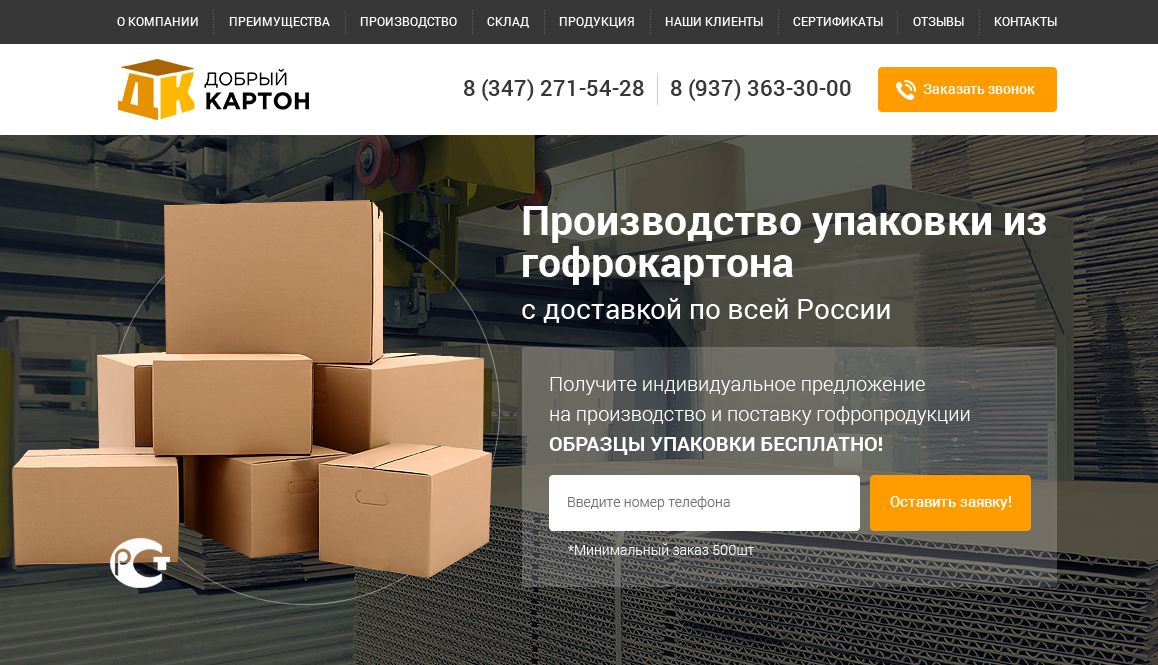 О КОМПАНИИ ПРЕИМУЩЕСТВА ПРОИЗВОДСТВО СКЛАД ПРОДУКЦИЯ НАШИ КЛИЕНТЫ СЕРТИФИКАТЫ ОТЗЫВЫ КОНТАКТЫ
ДК ДОБРЫЙ
КАРТОН
8 (347) 271-54-28 8 (937) 363-30-00 Заказать звонок
Производство упаковки из
гофрокартона
с доставкой по всей России
Получите индивидуальное предложение
на производство и поставку гофропродукции
ОБРАЗЦЫ УПАКОВКИ БЕСПЛАТНО!
Введите номер телефона Оставить заявку!
*Минимальный заказ 500шт
РСТ